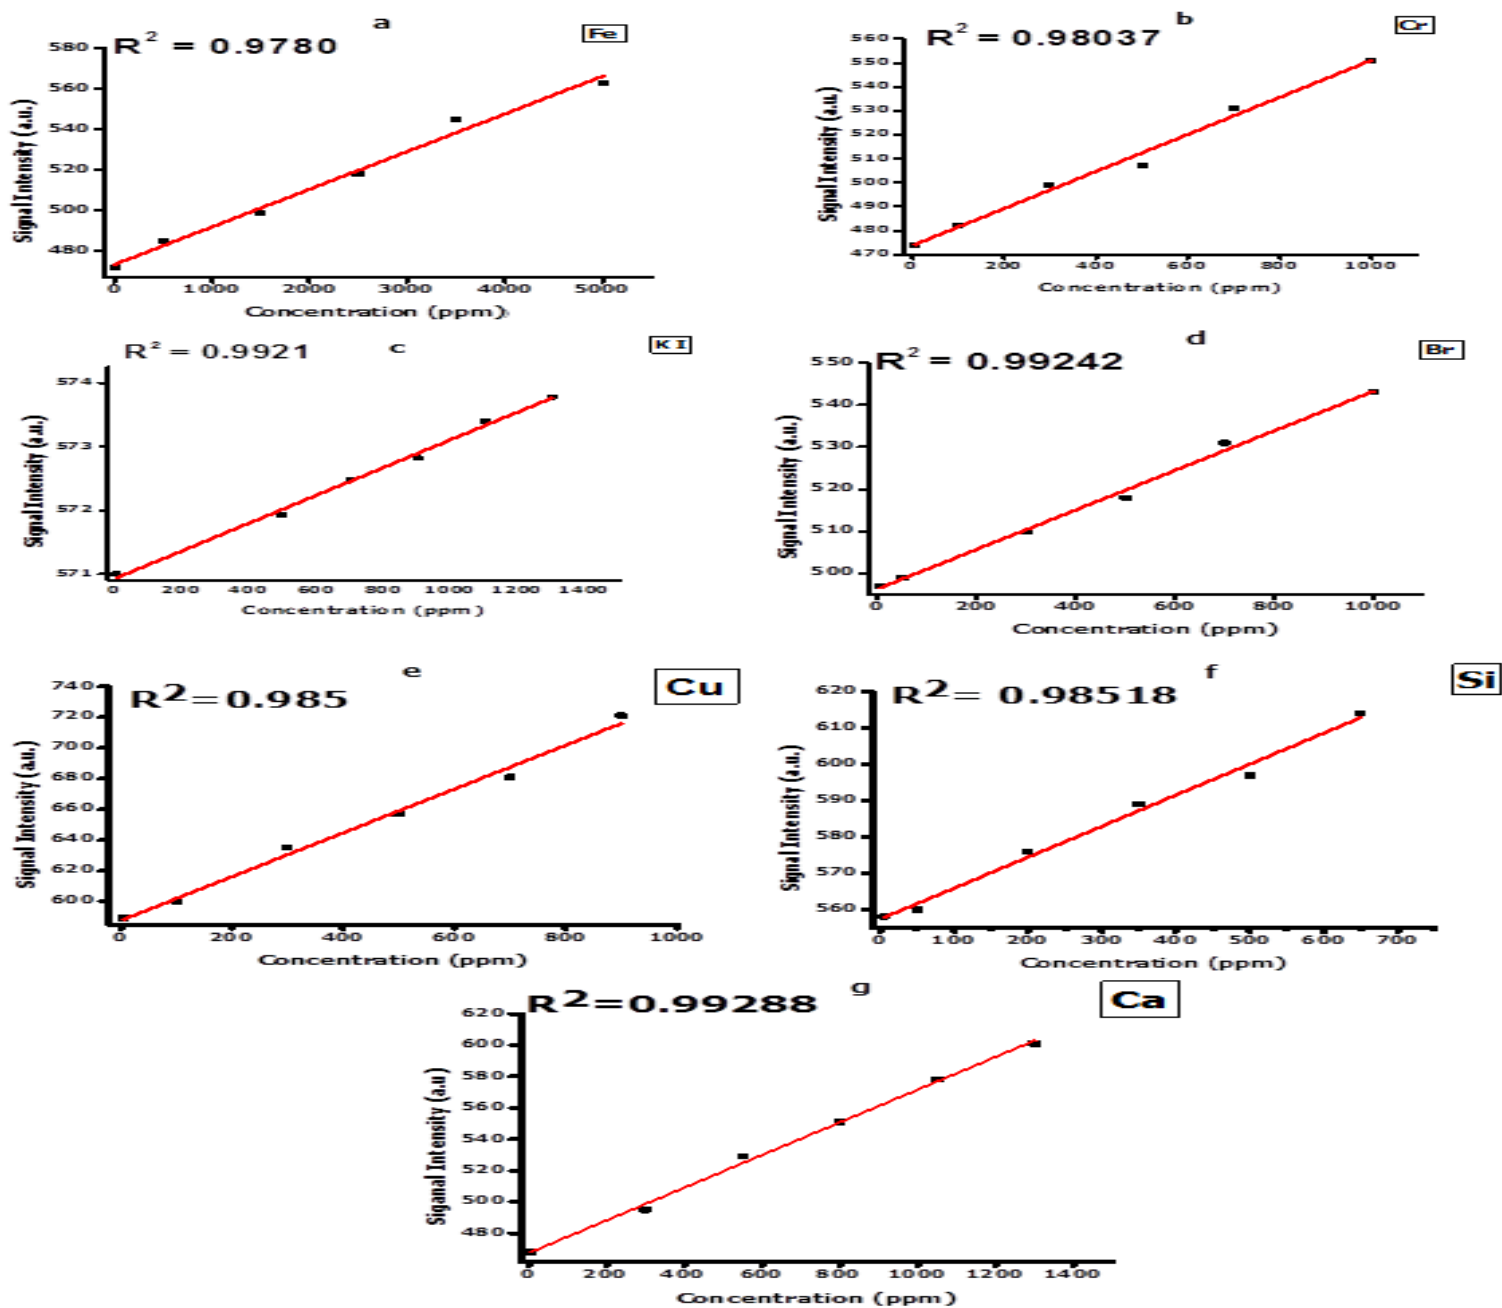 a
Fe
R² = 0.9780
580
560
540
520
500
480
Signal Intensity (a.u.)
0 1000 2000 3000 4000 5000
Concentration (ppm)
b
Cr
R² = 0.98037
560
550
540
530
520
510
500
490
480
470
Signal Intensity (a.u.)
0 200 400 600 800 1000
Concentration (ppm)
R² = 0.9921
c
KI
574
573
572
571
Signal Intensity (a.u.)
0 200 400 600 800 1000 1200 1400
Concentration (ppm)
d
Br
R² = 0.99242
550
540
530
520
510
500
Signal Intensity (a.u.)
0 200 400 600 800 1000
Concentration (ppm)
e
Cu
R2=0.985
740
720
700
680
660
640
620
600
Signal Intensity (a.u.)
0 200 400 600 800 1000
Concentration (ppm)
f
Si
R2= 0.98518
620
610
600
590
580
570
560
Signal Intensity (a.u.)
0 100 200 300 400 500 600 700
Concentration (ppm)
g
Ca
R2=0.99288
620
600
580
560
540
520
500
480
Siganal Intensity (a.u)
0 200 400 600 800 1000 1200 1400
Concentration (ppm)